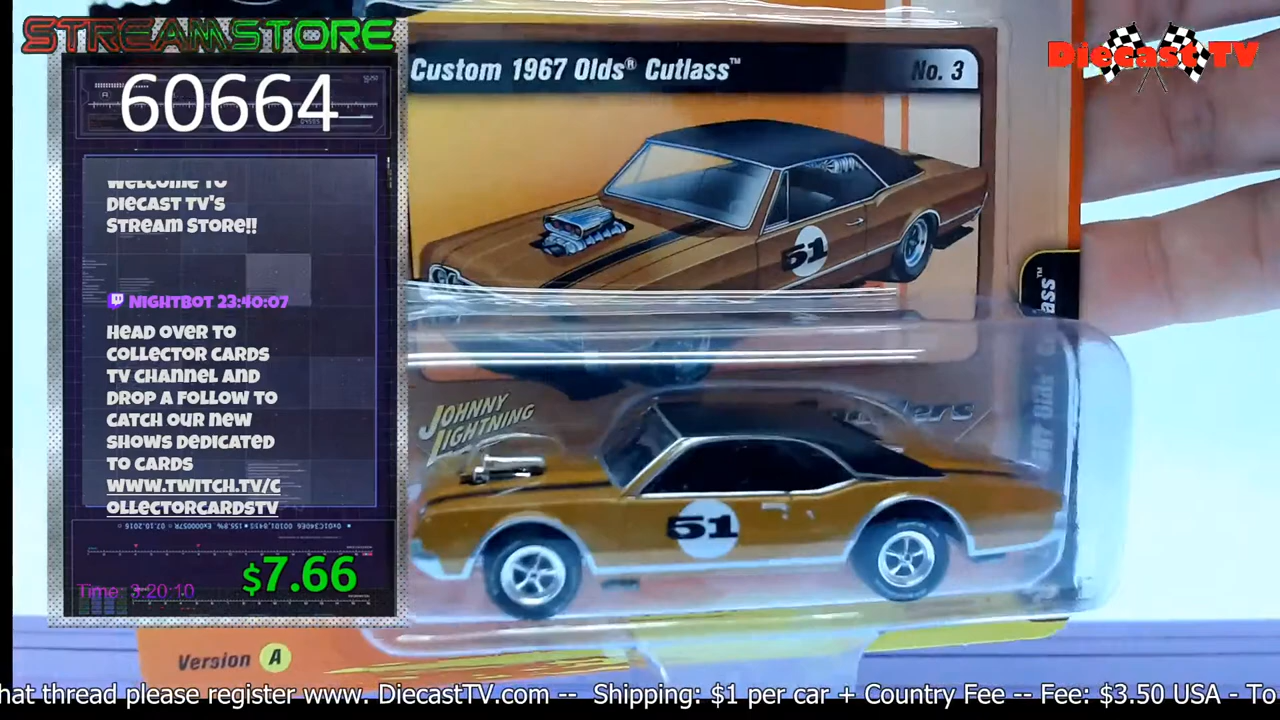 STREAMSTORE
60664
WELCOME TO
DIECAST TV'S
STREAM STORE!!
NIGHTBOT 23:40:07
HEAD OVER TO
COLLECTOR CARDS
TV CHANNEL AND
DROP A FOLLOW TO
CATCH OUR NEW
SHOWS DEDICATED
TO CARDS
WWW.TWITCH.TV/C
OLLECTORCARDSTV
Time: 3:20:10
$7.66
Custom 1967 Olds® Cutlass™
No. 3
Diecast TV
51
ass™
JOHNNY
LIGHTNING
51
Version A
hat thread please register www. DiecastTV.com -- Shipping: $1 per car + Country Fee -- Fee: $3.50 USA - To